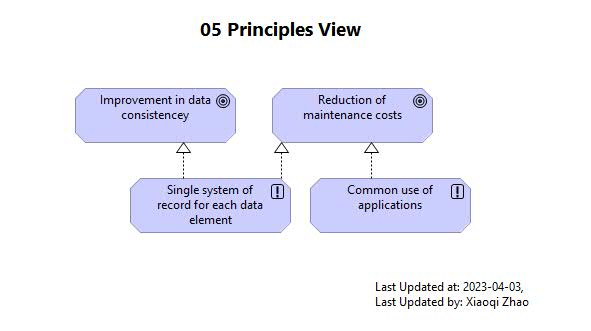 05 Principles View
Improvement in data
consistencey
Reduction of
maintenance costs
Single system of
record for each data
element
Common use of
applications
Last Updated at: 2023-04-03,
Last Updated by: Xiaoqi Zhao